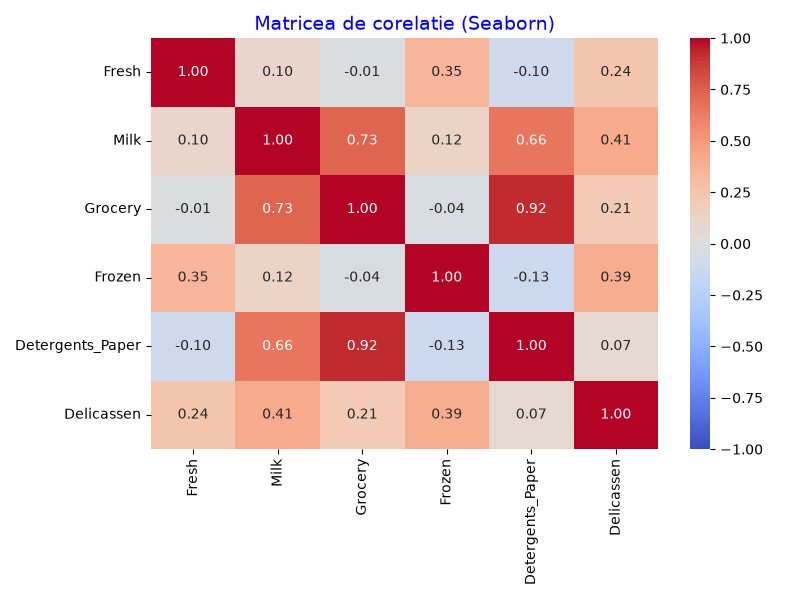 Matricea de corelatie (Seaborn)
Fresh 1.00 0.10 -0.01 0.35 -0.10 0.24
Milk 0.10 1.00 0.73 0.12 0.66 0.41
Grocery -0.01 0.73 1.00 -0.04 0.92 0.21
Frozen 0.35 0.12 -0.04 1.00 -0.13 0.39
Detergents_Paper -0.10 0.66 0.92 -0.13 1.00 0.07
Delicassen 0.24 0.41 0.21 0.39 0.07 1.00
Fresh
Milk
Grocery
Frozen
Detergents_Paper
Delicassen
1.00
0.75
0.50
0.25
0.00
−0.25
−0.50
−0.75
−1.00